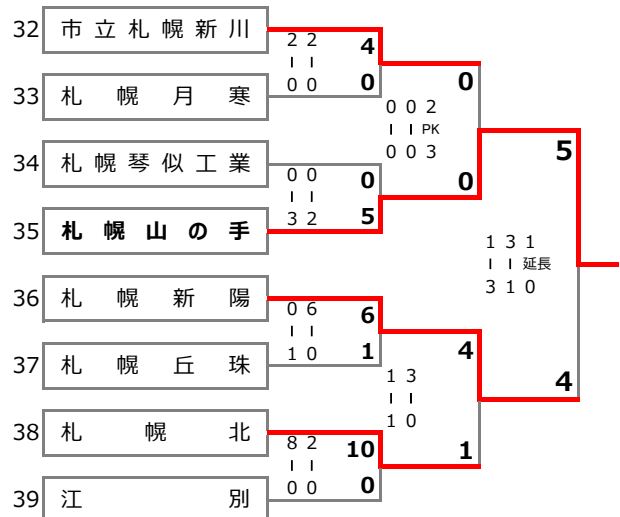 32 市立札幌新川
2 2
4
33 札幌月寒
0 0
0
34 札幌琴似工業
0 0
0
35 札幌山の手
3 2
5
36 札幌新陽
0 6
6
37 札幌丘珠
1 0
1
38 札幌北
8 2
10
39 江別
0 0
0
0
0 0 2
PK
0 0 3
0
4
1 3
1 0
1
5
1 3 1
延長
3 1 0
4